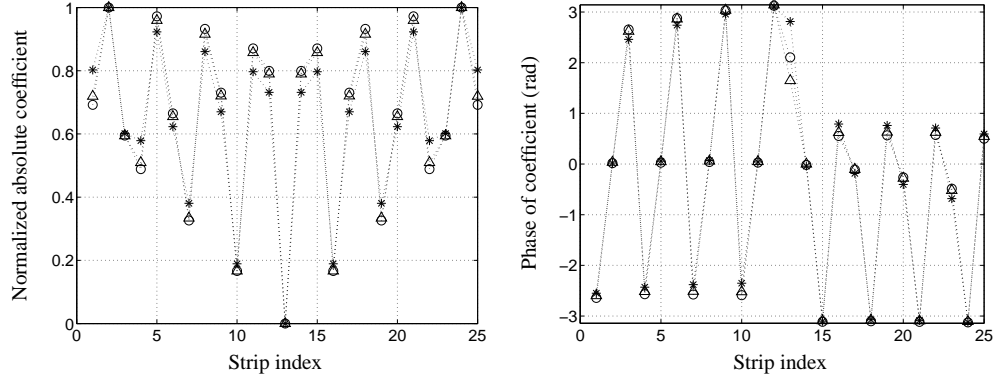 1
0.8
0.6
0.4
0.2
0
0 5 10 15 20 25
Normalized absolute coefficient
Strip index
3
2
1
0
−1
−2
−3
0 5 10 15 20 25
Phase of coefficient (rad)
Strip index